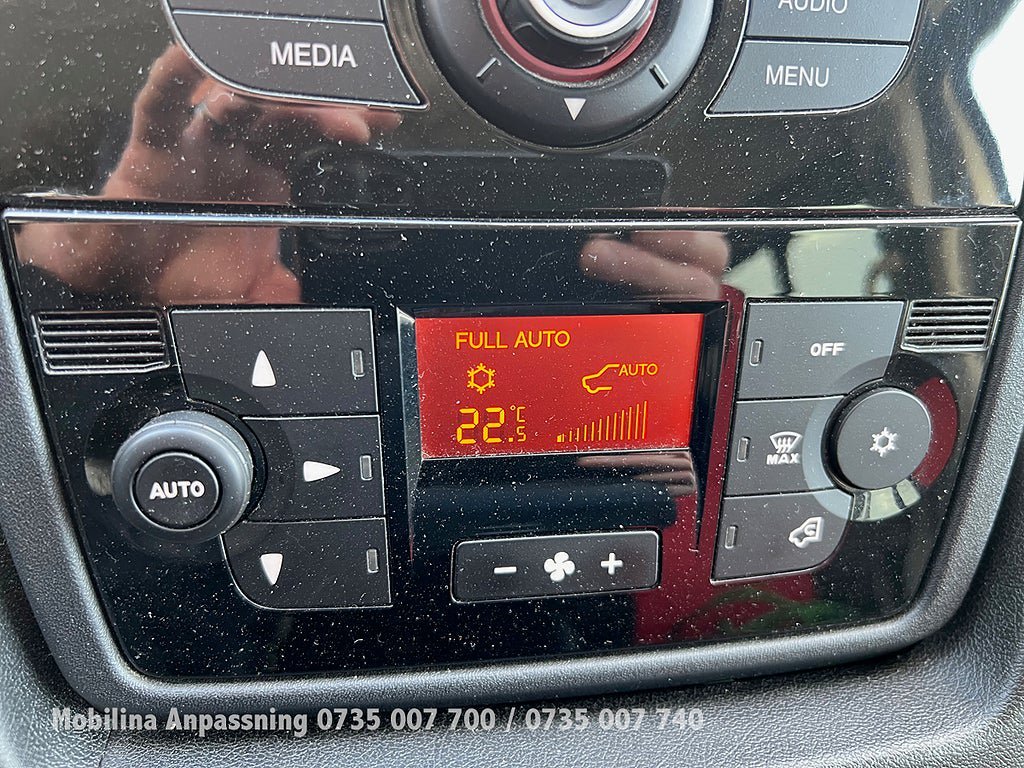 AUDIO
MEDIA
MENU
FULL AUTO
AUTO
22.5 °C
OFF
MAX
AUTO
- +
Mobilina Anpassning 0735 007 700 / 0735 007 740